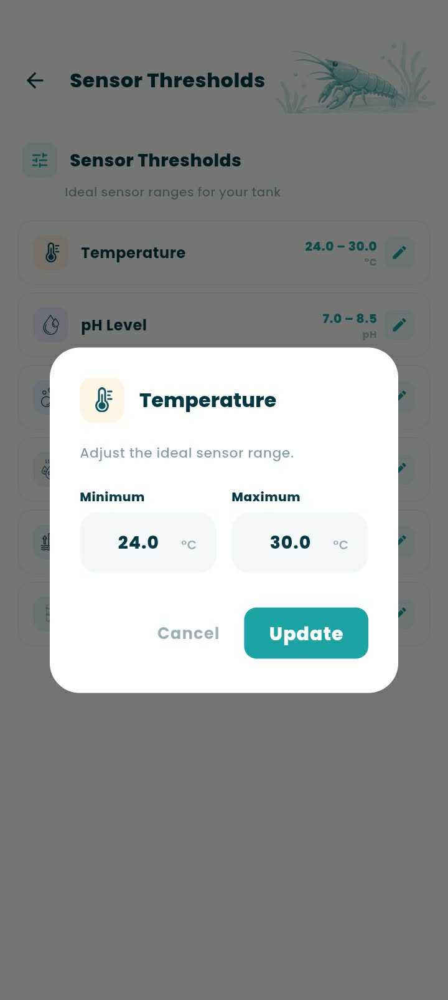 Sensor Thresholds
Sensor Thresholds
Ideal sensor ranges for your tank
Temperature
24.0 – 30.0
°C
pH Level
7.0 – 8.5
pH
Temperature
Adjust the ideal sensor range.
Minimum
Maximum
24.0 °C
30.0 °C
Cancel
Update